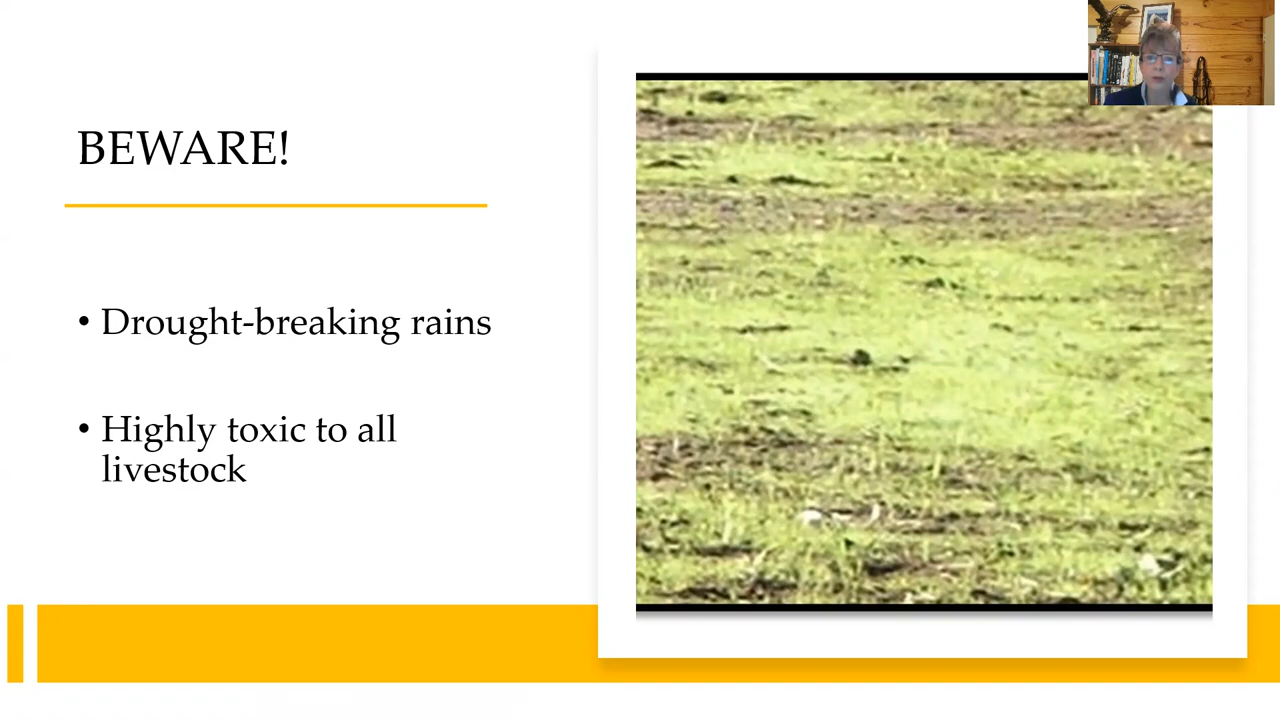 BEWARE!
• Drought-breaking rains
• Highly toxic to all
livestock